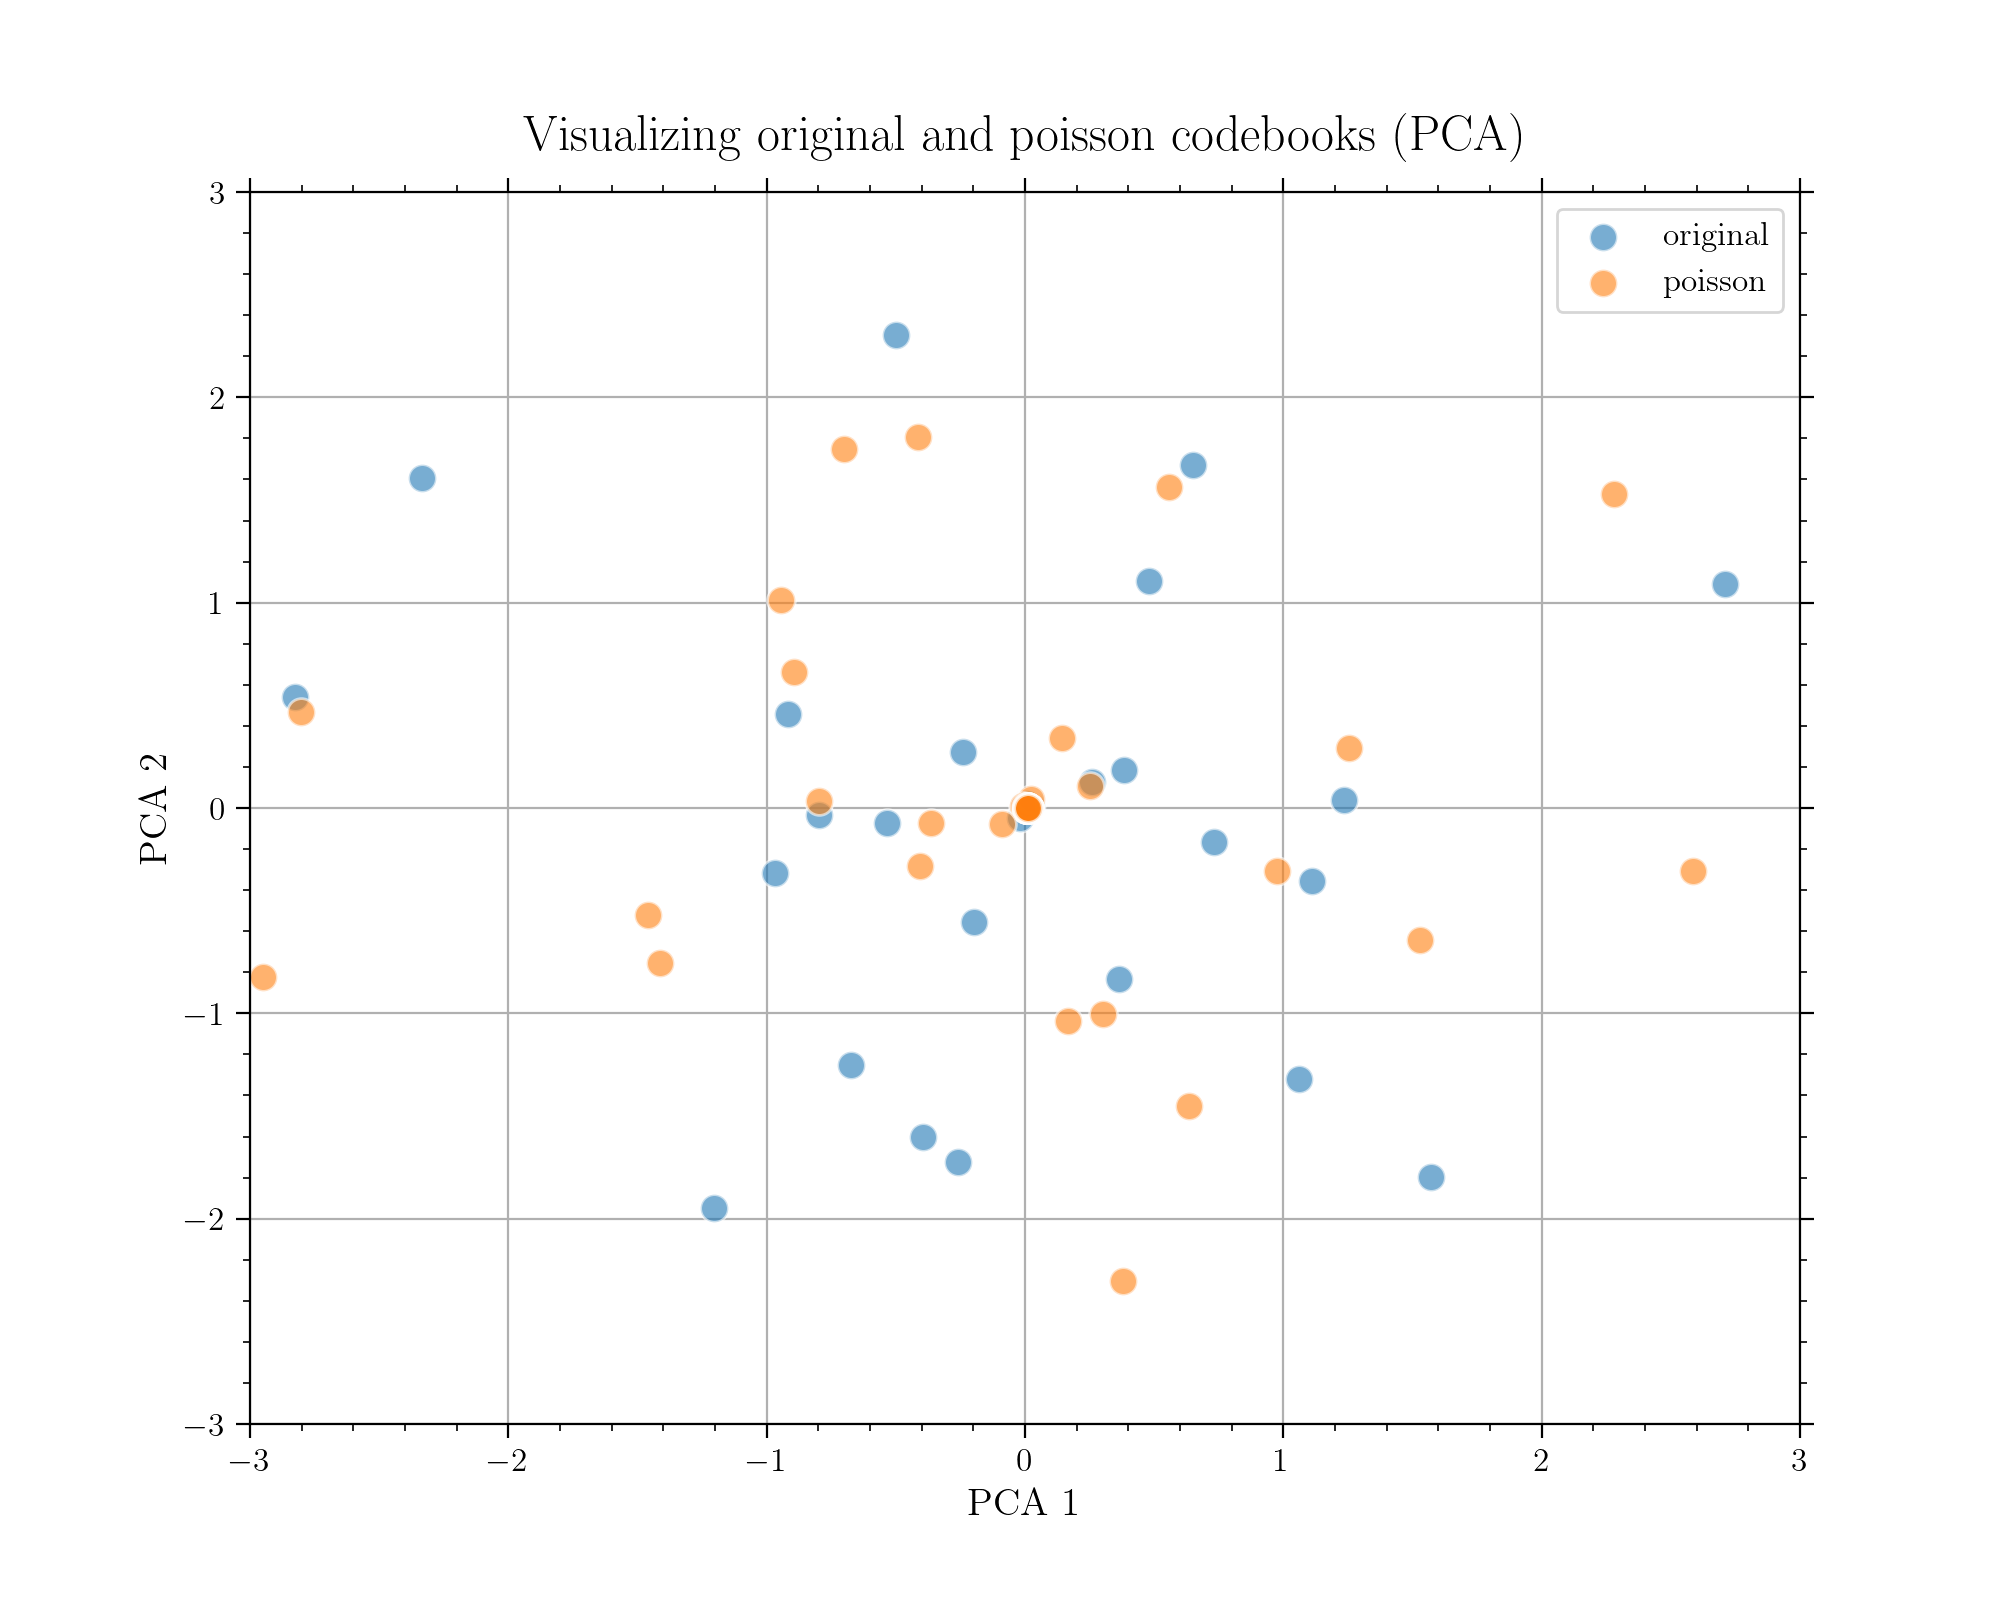 Visualizing original and poisson codebooks (PCA)
original
poisson
3
2
1
0
−1
−2
−3
PCA 2
−3 −2 −1 0 1 2 3
PCA 1